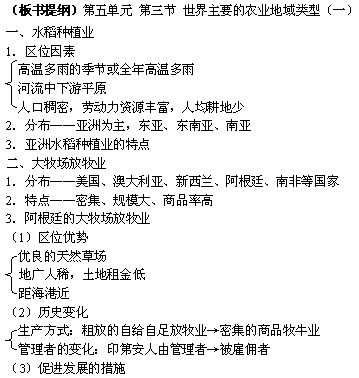 （板书提纲）第五单元 第三节 世界主要的农业地域类型（一）
一、水稻种植业
1．区位因素
高温多雨的季节或全年高温多雨
河流中下游平原
人口稠密，劳动力资源丰富，人均耕地少
2．分布——亚洲为主，东亚、东南亚、南亚
3．亚洲水稻种植业的特点
二、大牧场放牧业
1．分布——美国、澳大利亚、新西兰、阿根廷、南非等国家
2．特点——密集、规模大、商品率高
3．阿根廷的大牧场放牧业
（1）区位优势
优良的天然草场
地广人稀，土地租金低
距海港近
（2）历史变化
生产方式：粗放的自给自足放牧业→密集的商品牧牛业
管理者的变化：印第安人由管理者→被雇佣者
（3）促进发展的措施